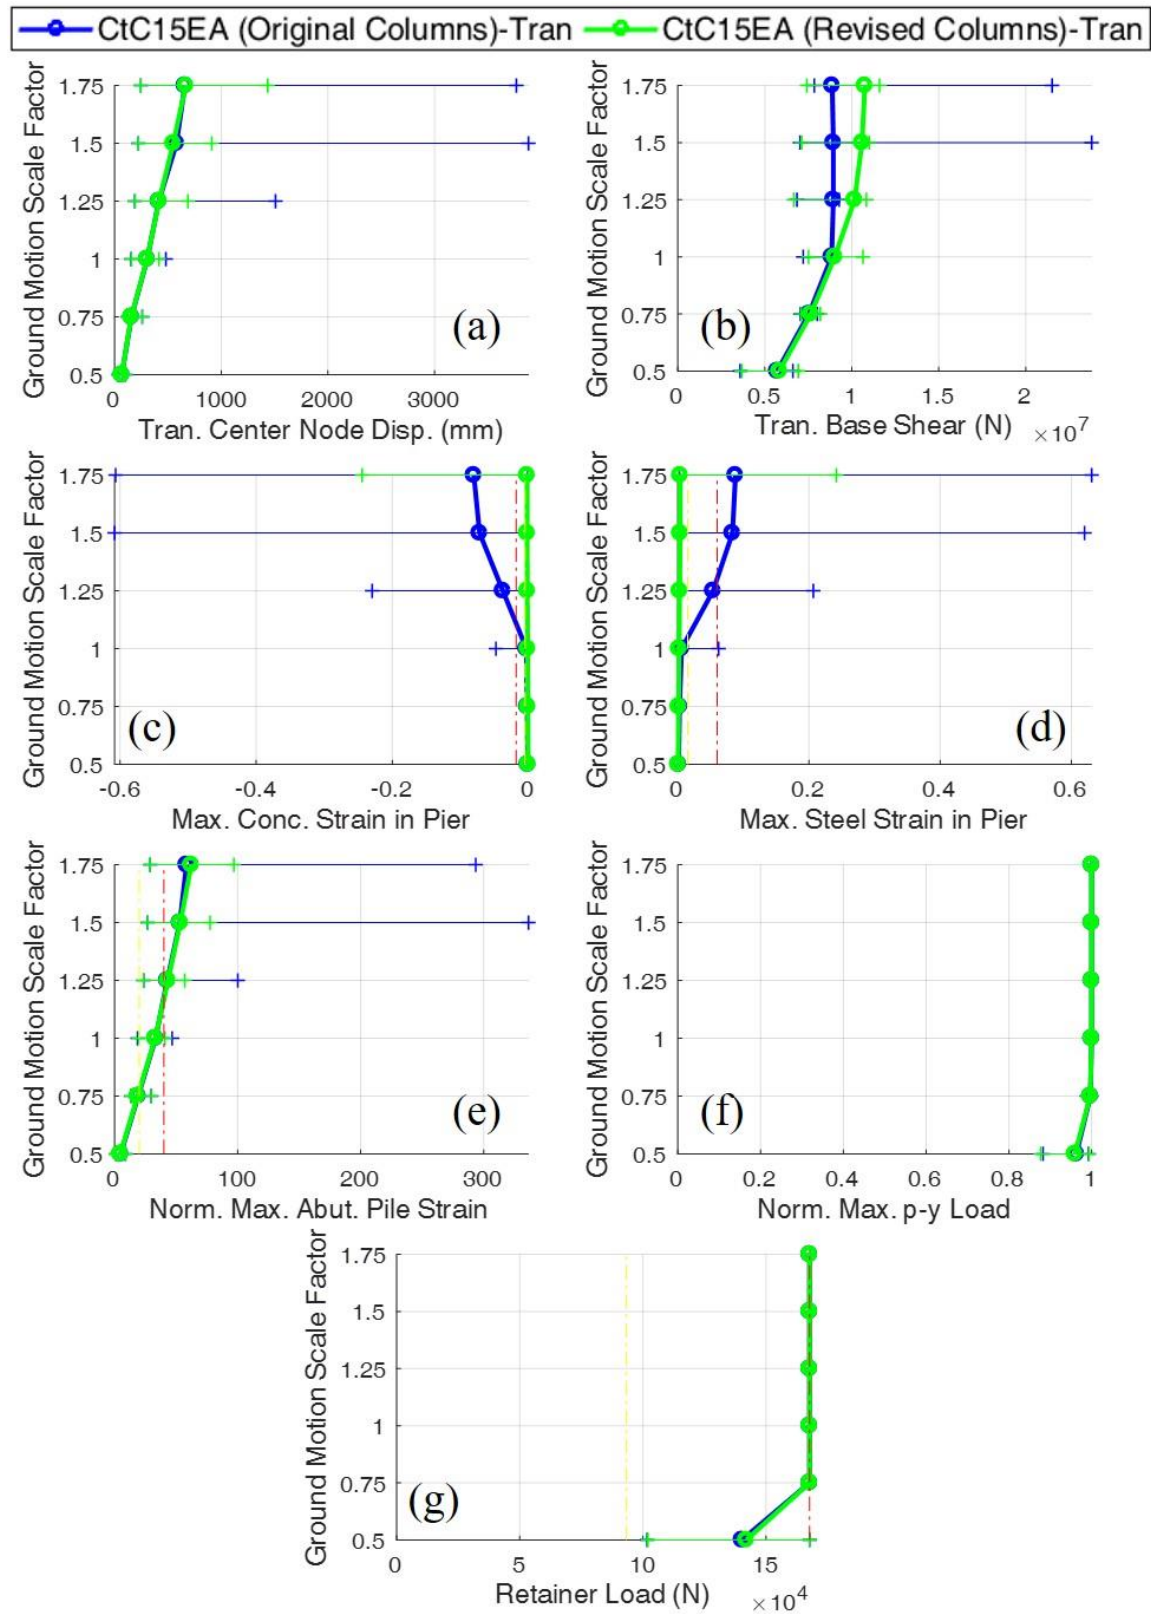 CtC15EA (Original Columns)-Tran CtC15EA (Revised Columns)-Tran
Ground Motion Scale Factor
1.75
1.5
1.25
1
0.75
0.5
(a)
0 1000 2000 3000
Tran. Center Node Disp. (mm)
Ground Motion Scale Factor
1.75
1.5
1.25
1
0.75
0.5
(b)
0 0.5 1 1.5 2
Tran. Base Shear (N) ×10^7
Ground Motion Scale Factor
1.75
1.5
1.25
1
0.75
0.5
(c)
-0.6 -0.4 -0.2 0
Max. Conc. Strain in Pier
Ground Motion Scale Factor
1.75
1.5
1.25
1
0.75
0.5
(d)
0 0.2 0.4 0.6
Max. Steel Strain in Pier
Ground Motion Scale Factor
1.75
1.5
1.25
1
0.75
0.5
(e)
0 100 200 300
Norm. Max. Abut. Pile Strain
Ground Motion Scale Factor
1.75
1.5
1.25
1
0.75
0.5
(f)
0 0.2 0.4 0.6 0.8 1
Norm. Max. p-y Load
Ground Motion Scale Factor
1.75
1.5
1.25
1
0.75
0.5
(g)
0 5 10 15
Retainer Load (N) ×10^4